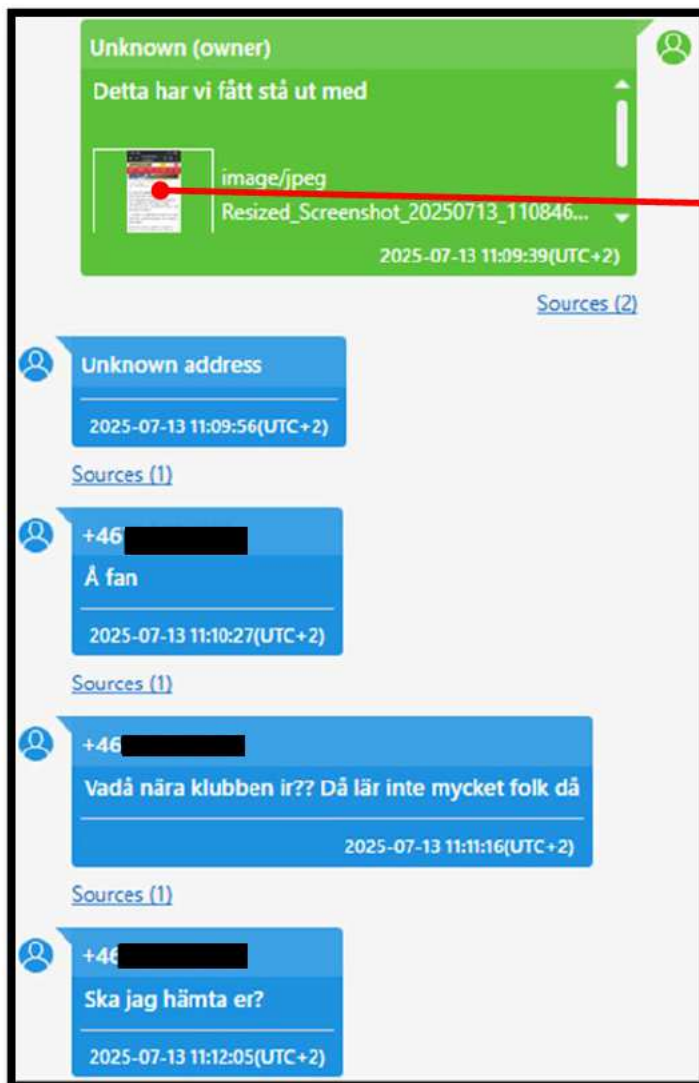 Unknown (owner)
Detta har vi fått stå ut med
image/jpeg
Resized_Screenshot_20250713_110846...
2025-07-13 11:09:39(UTC+2)
Sources (2)
Unknown address
2025-07-13 11:09:56(UTC+2)
Sources (1)
+46
Å fan
2025-07-13 11:10:27(UTC+2)
Sources (1)
+46
Vadå nära klubben ir?? Då lär inte mycket folk då
2025-07-13 11:11:16(UTC+2)
Sources (1)
+46
Ska jag hämta er?
2025-07-13 11:12:05(UTC+2)